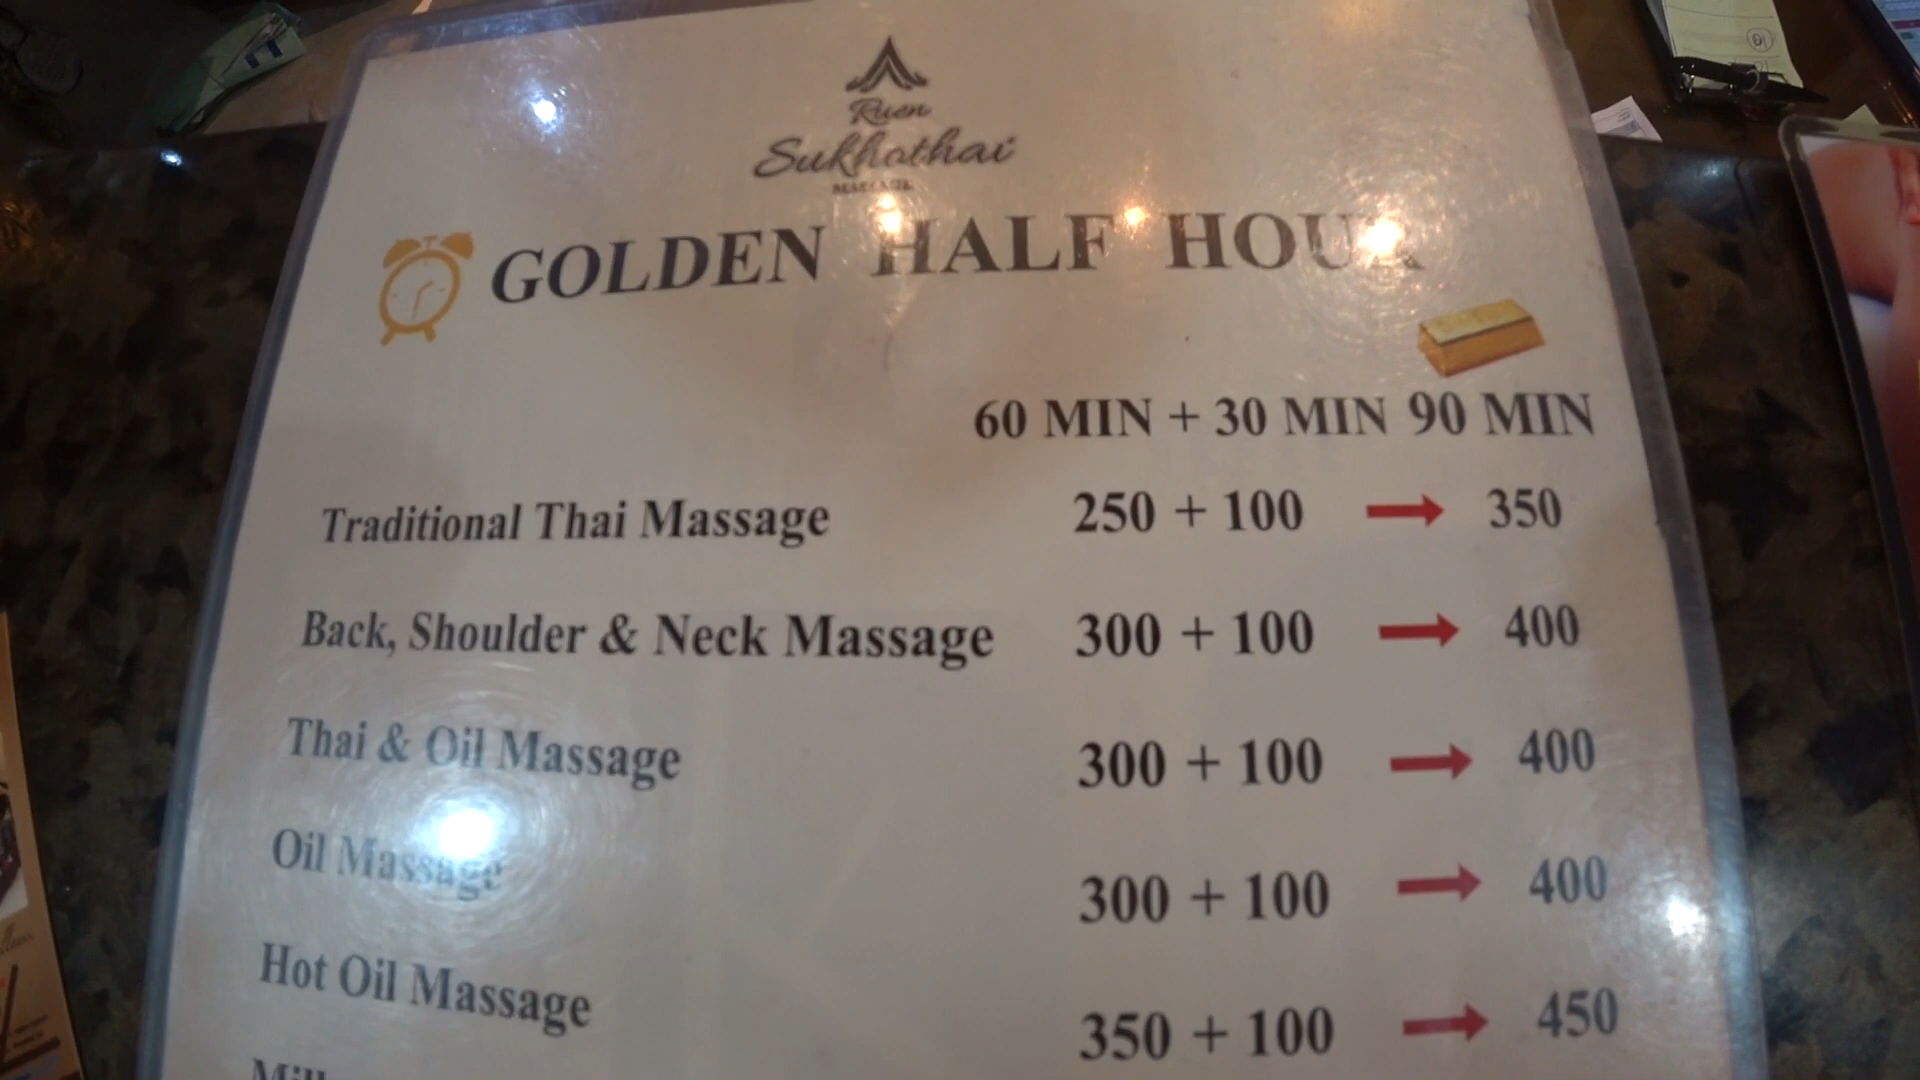 Ruen
Sukhothai
MASSAGE
GOLDEN HALF HOUR
60 MIN + 30 MIN 90 MIN
Traditional Thai Massage 250 + 100 → 350
Back, Shoulder & Neck Massage 300 + 100 → 400
Thai & Oil Massage 300 + 100 → 400
Oil Massage 300 + 100 → 400
Hot Oil Massage 350 + 100 → 450